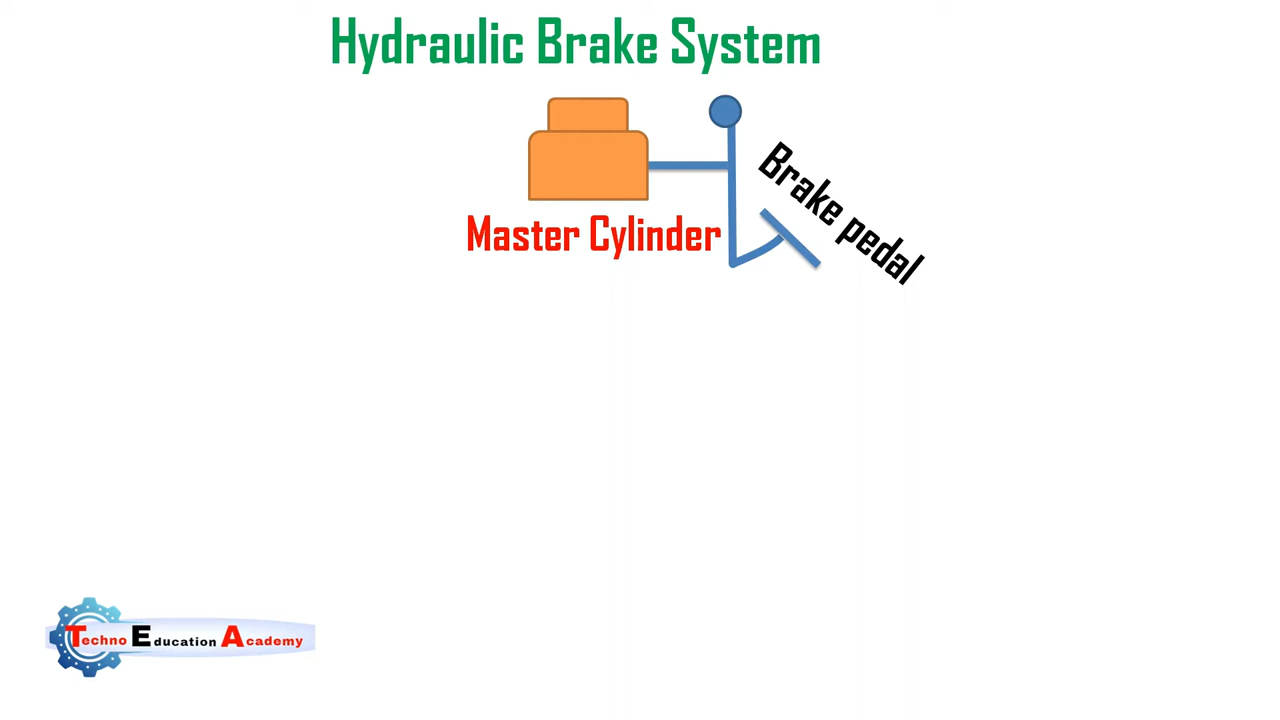 Hydraulic Brake System
Brake pedal
Master Cylinder
Techno Education Academy